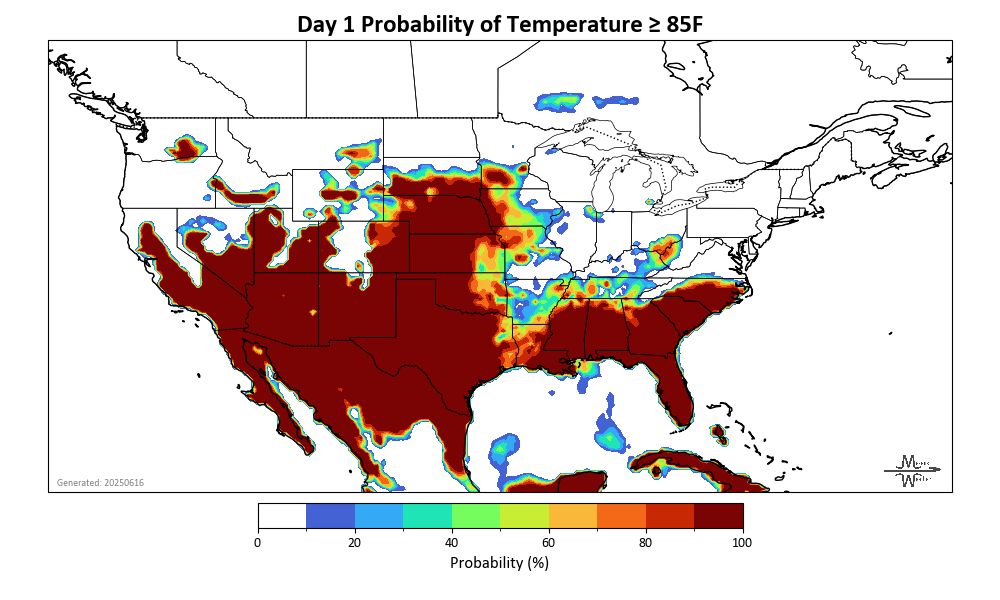 Day 1 Probability of Temperature ≥ 85F
Generated: 20250616
0 20 40 60 80 100
Probability (%)